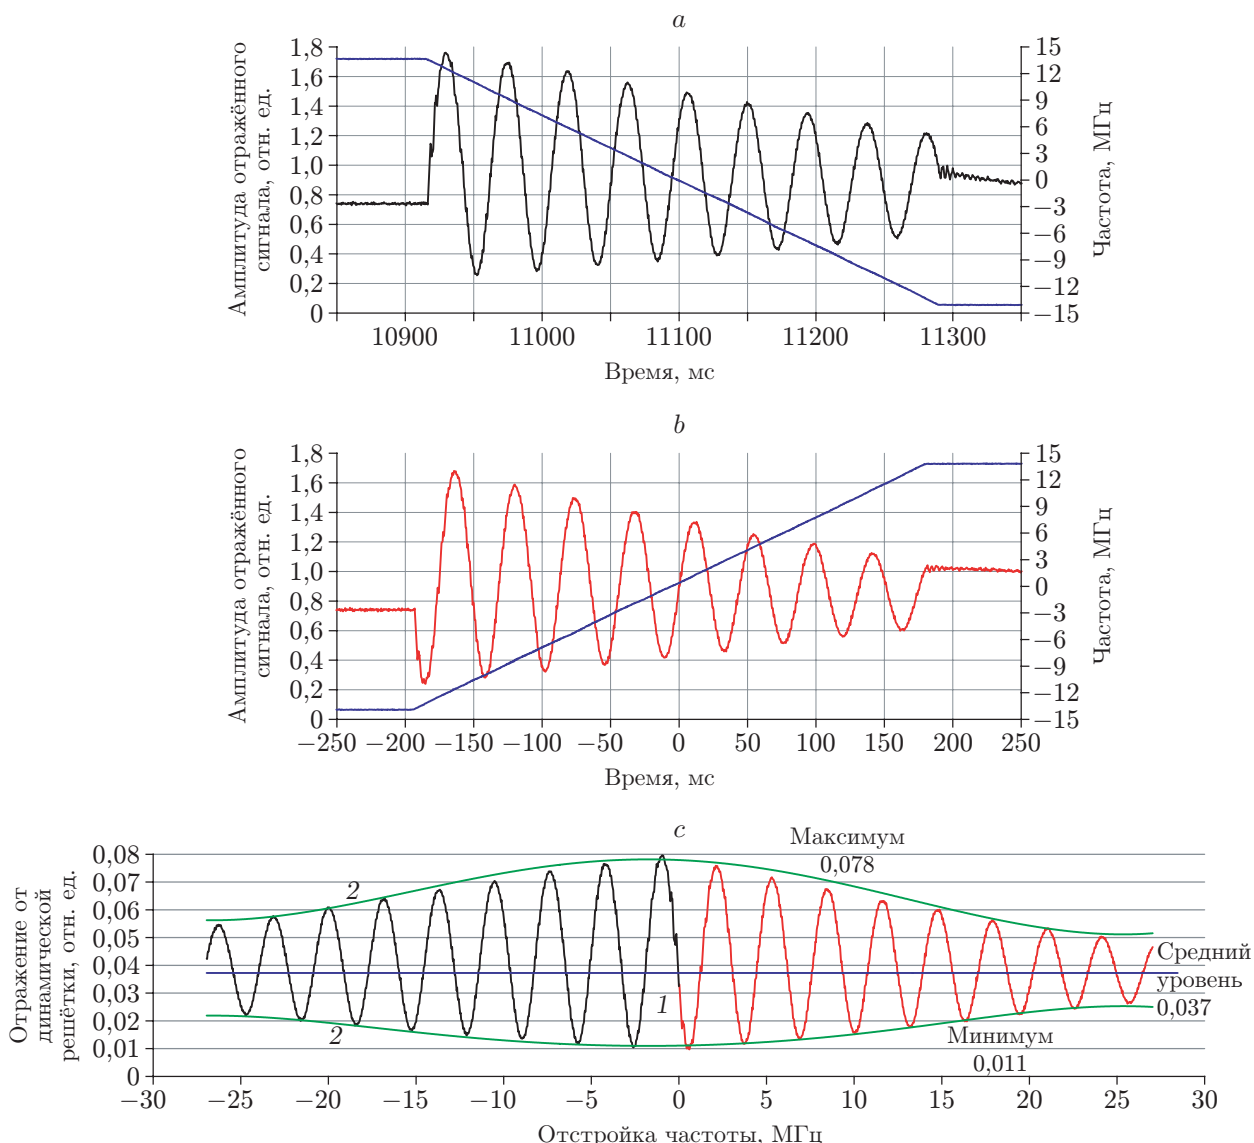 a
Амплитуда отражённого
сигнала, отн. ед.
1,8
1,6
1,4
1,2
1,0
0,8
0,6
0,4
0,2
0
15
12
9
6
3
0
−3
−6
−9
−12
−15
Частота, МГц
10900 11000 11100 11200 11300
Время, мс
b
Амплитуда отражённого
сигнала, отн. ед.
1,8
1,6
1,4
1,2
1,0
0,8
0,6
0,4
0,2
0
15
12
9
6
3
0
−3
−6
−9
−12
−15
Частота, МГц
−250 −200 −150 −100 −50 0 50 100 150 200 250
Время, мс
c
Отражение от
динамической
решётки, отн. ед.
0,08
0,07
0,06
0,05
0,04
0,03
0,02
0,01
0
Максимум
0,078
2
1
2
Средний
уровень
0,037
Минимум
0,011
−30 −25 −20 −15 −10 −5 0 5 10 15 20 25 30
Отстройка частоты, МГц